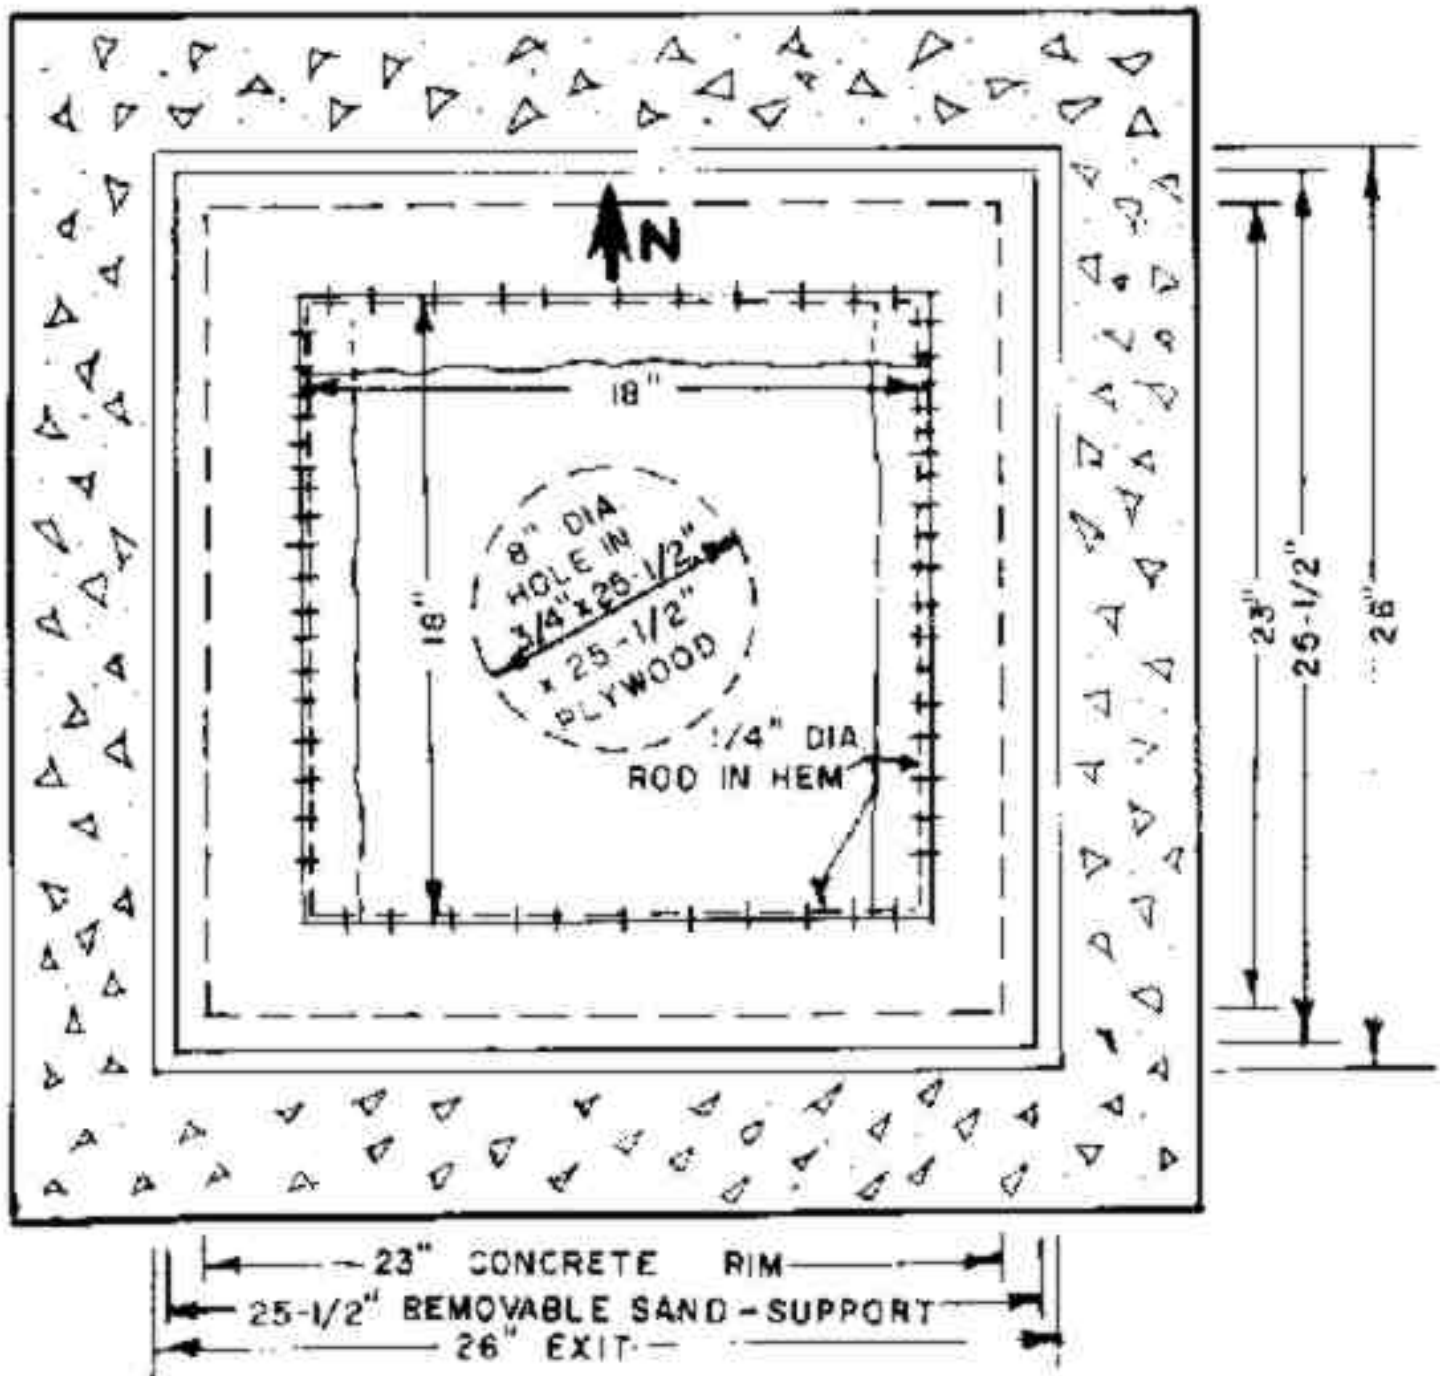 N
18"
8" DIA.
HOLE IN
3/4" x 25-1/2"
x 25-1/2"
PLYWOOD
18"
1/4" DIA
ROD IN HEM
23"
25-1/2"
26"
23" CONCRETE RIM
25-1/2" REMOVABLE SAND-SUPPORT
26" EXIT